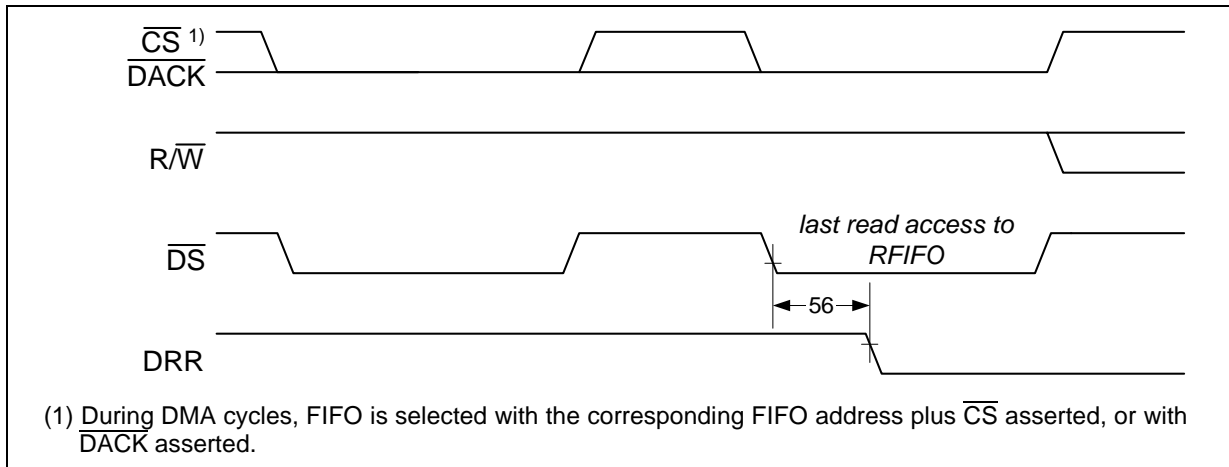 CS 1)
DACK
R/W
DS
last read access to
RFIFO
56
DRR
(1) During DMA cycles, FIFO is selected with the corresponding FIFO address plus CS asserted, or with
DACK asserted.